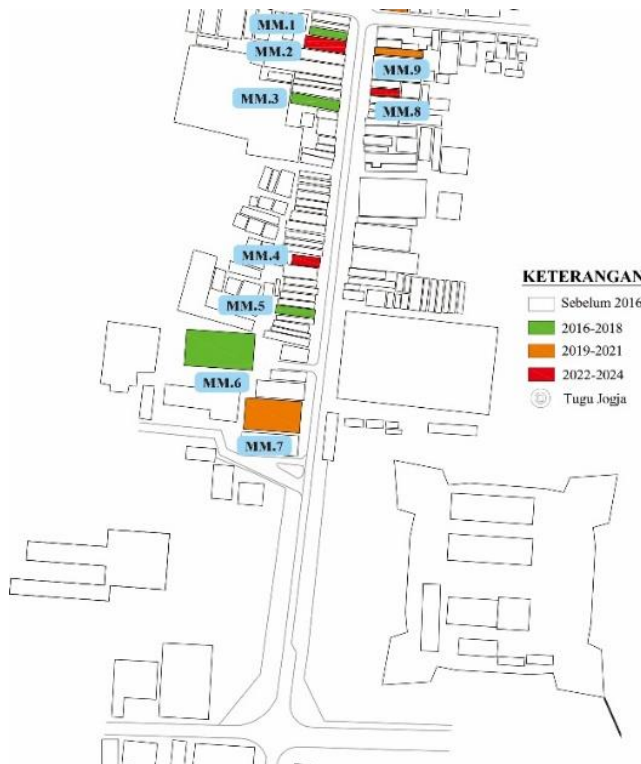 MM.1
MM.2
MM.9
MM.3
MM.8
MM.4
MM.5
MM.6
MM.7
KETERANGAN
Sebelum 2016
2016-2018
2019-2021
2022-2024
Tugu Jogja